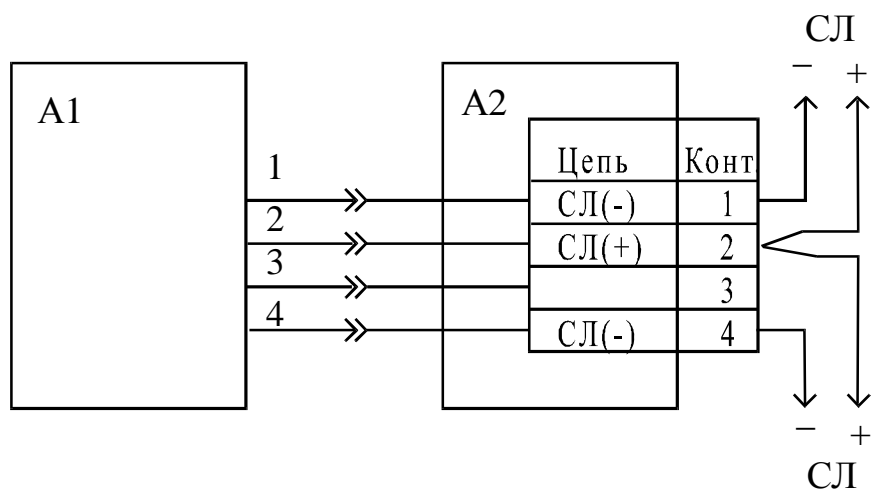 СЛ
− +
А1
А2
1
2
3
4
Цепь Конт.
СЛ(-) 1
СЛ(+) 2
3
СЛ(-) 4
− +
СЛ